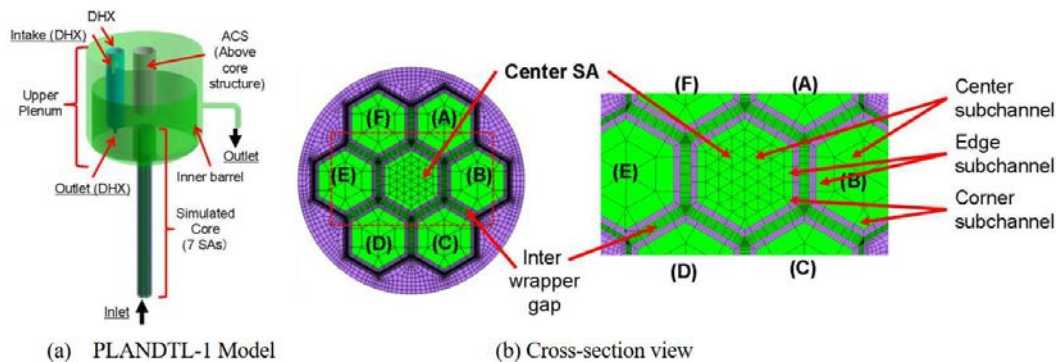 DHX
Intake (DHX)
ACS
(Above
core
structure)
Upper
Plenum
Outlet
Inner barrel
Outlet (DHX)
Simulated
Core
(7 SAs)
Inlet
(a) PLANDTL-1 Model
Center SA
(F)
(A)
(E)
(B)
(D)
(C)
Inter
wrapper
gap
(F)
(A)
(E)
(B)
(D)
(C)
Center
subchannel
Edge
subchannel
Corner
subchannel
(b) Cross-section view